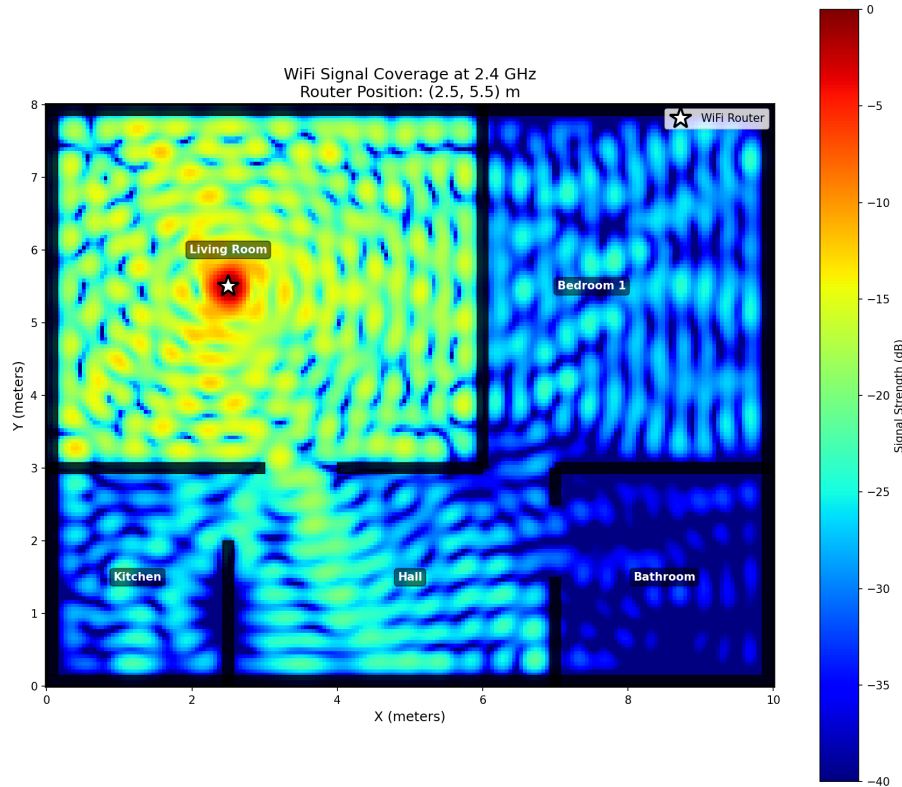 WiFi Signal Coverage at 2.4 GHz
Router Position: (2.5, 5.5) m
WiFi Router
Living Room
Bedroom 1
Kitchen
Hall
Bathroom
Y (meters)
8
7
6
5
4
3
2
1
0
0 2 4 6 8 10
X (meters)
0
−5
−10
−15
−20
−25
−30
−35
−40
Signal Strength (dB)